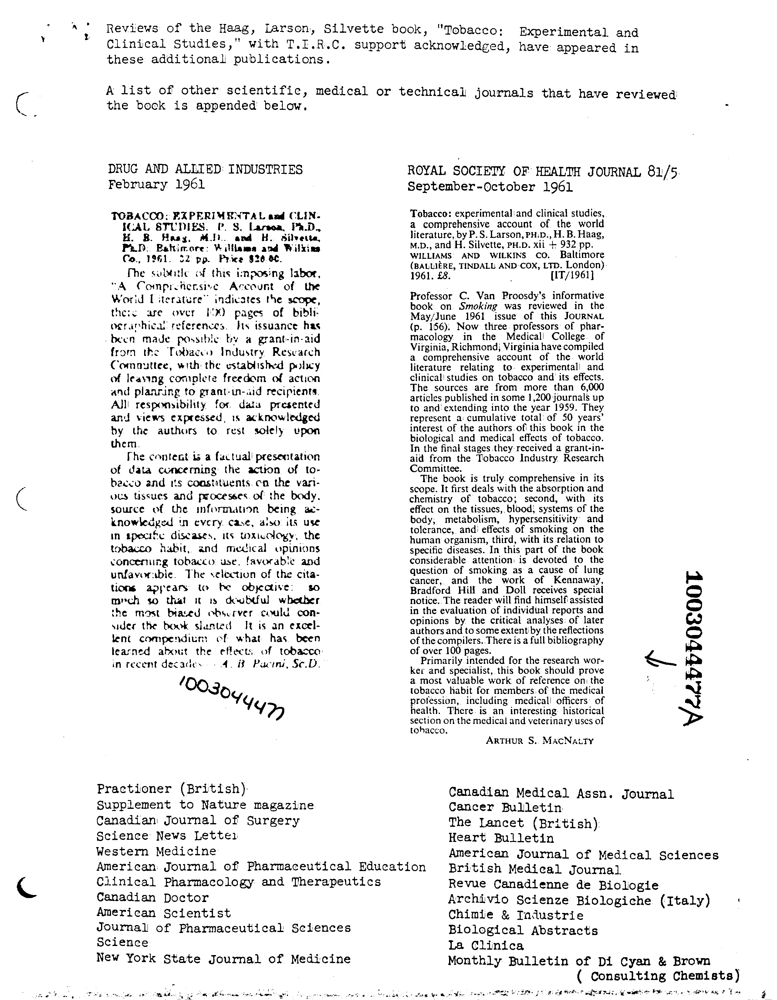 Reviews of the Haag, Larson, Silvette book, "Tobacco: Experimental and
Clinical Studies," with T.I.R.C. support acknowledged, have appeared in
these additional publications.
A list of other scientific, medical or technical journals that have reviewed
the book is appended below.
DRUG AND ALLIED INDUSTRIES
February 1961
TOBACCO: EXPERIMENTAL and CLIN-
ICAL STUDIES. P. S. Larson, Ph.D.,
H. B. Haag, M.D., and H. Silvette,
Ph.D. Baltimore: Williams and Wilkins
Co., 1961. pp. Price $20.00.
The subtitle of this imposing labor,
"A Comprehensive Account of the
World Literature" indicates the scope,
there are over 100 pages of bibli-
ographical references. Its issuance has
been made possible by a grant-in-aid
from the Tobacco Industry Research
Committee, with the established policy
of leaving complete freedom of action
and planning to grant-in-aid recipients.
All responsibility for data presented
and views expressed, is acknowledged
by the authors to rest solely upon
them.
The content is a factual presentation
of data concerning the action of to-
bacco and its constituents on the vari-
ous tissues and processes of the body,
source of the information being ac-
knowledged in every case, also its use
in specific diseases, its toxicology, the
tobacco habit, and medical opinions
concerning tobacco use, favorable and
unfavorable. The selection of the cita-
tions appears to be objective; so
much so that it is doubtful whether
the most biased observer could con-
sider the book slanted. It is an excel-
lent compendium of what has been
learned about the effects of tobacco
in recent decades. A. B. Pacini, Sc.D.
1003044477
ROYAL SOCIETY OF HEALTH JOURNAL 81/5
September-October 1961
Tobacco: experimental and clinical studies,
a comprehensive account of the world
literature, by P. S. Larson, PH.D., H. B. Haag,
M.D., and H. Silvette, PH.D. xii + 932 pp.
WILLIAMS AND WILKINS CO. Baltimore
(BALLIÈRE, TINDALL AND COX, LTD. London)
1961. £8. [IT/1961]
Professor C. Van Proosdy's informative
book on Smoking was reviewed in the
May/June 1961 issue of this JOURNAL
(p. 156). Now three professors of phar-
macology in the Medical College of
Virginia, Richmond, Virginia have compiled
a comprehensive account of the world
literature relating to experimental and
clinical studies on tobacco and its effects.
The sources are from more than 6,000
articles published in some 1,200 journals up
to and extending into the year 1959. They
represent a cumulative total of 50 years'
interest of the authors of this book in the
biological and medical effects of tobacco.
In the final stages they received a grant-in-
aid from the Tobacco Industry Research
Committee.
The book is truly comprehensive in its
scope. It first deals with the absorption and
chemistry of tobacco; second, with its
effect on the tissues, blood, systems of the
body, metabolism, hypersensitivity and
tolerance, and effects of smoking on the
human organism, third, with its relation to
specific diseases. In this part of the book
considerable attention is devoted to the
question of smoking as a cause of lung
cancer, and the work of Kennaway,
Bradford Hill and Doll receives special
notice. The reader will find himself assisted
in the evaluation of individual reports and
opinions by the critical analyses of later
authors and to some extent by the reflections
of the compilers. There is a full bibliography
of over 100 pages.
Primarily intended for the research wor-
ker and specialist, this book should prove
a most valuable work of reference on the
tobacco habit for members of the medical
profession, including medical officers of
health. There is an interesting historical
section on the medical and veterinary uses of
tobacco.
ARTHUR S. MACNALTY
1003044477/A
Practioner (British)
Supplement to Nature magazine
Canadian Journal of Surgery
Science News Letter
Western Medicine
American Journal of Pharmaceutical Education
Clinical Pharmacology and Therapeutics
Canadian Doctor
American Scientist
Journal of Pharmaceutical Sciences
Science
New York State Journal of Medicine
Canadian Medical Assn. Journal
Cancer Bulletin
The Lancet (British)
Heart Bulletin
American Journal of Medical Sciences
British Medical Journal
Revue Canadienne de Biologie
Archivio Scienze Biologiche (Italy)
Chimie & Industrie
Biological Abstracts
La Clinica
Monthly Bulletin of Di Cyan & Brown
( Consulting Chemists)